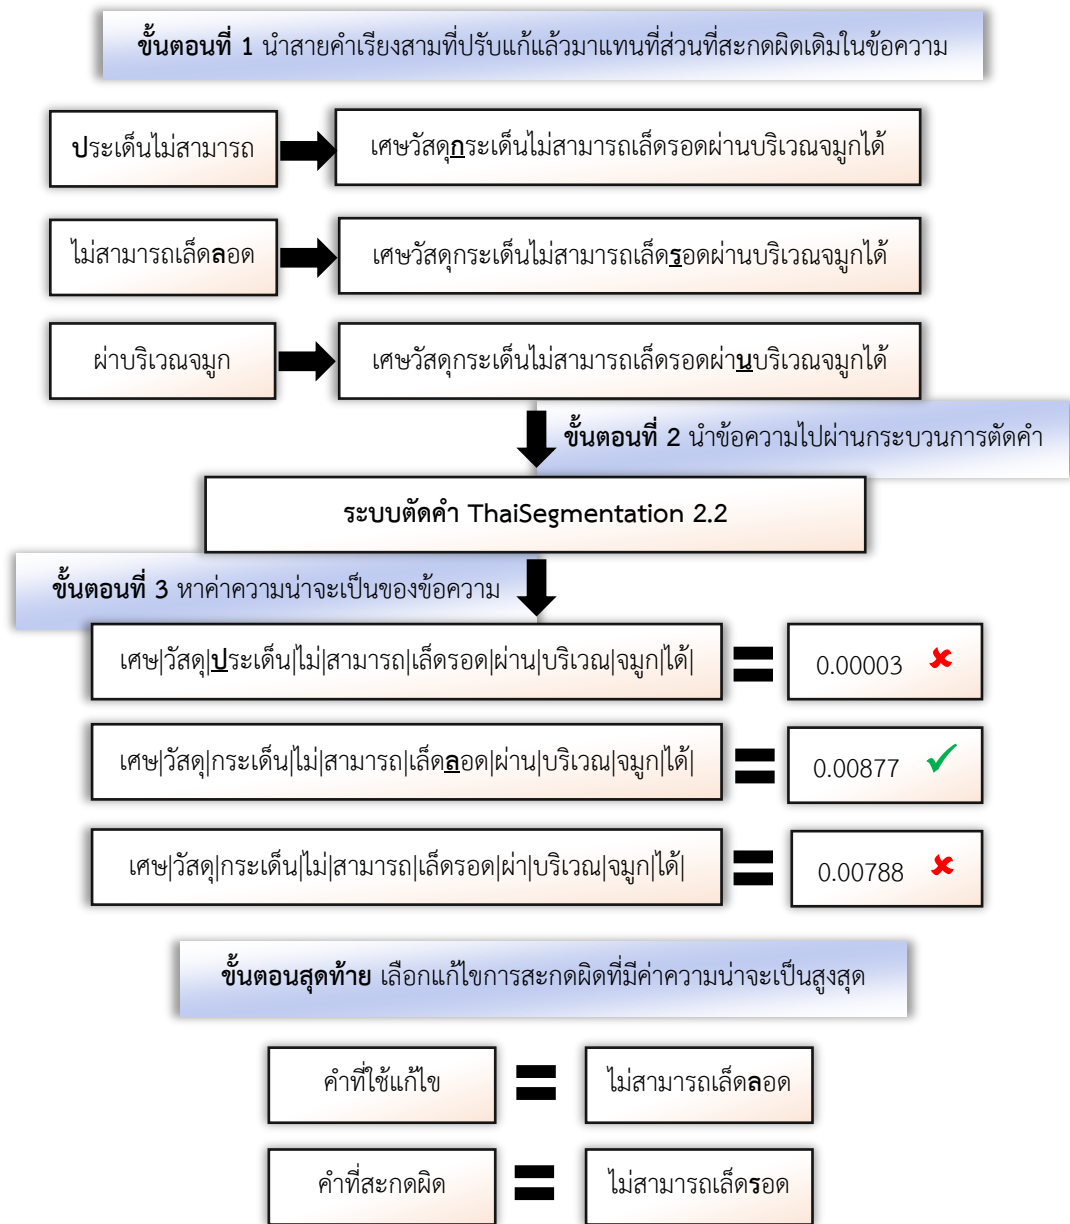 ขั้นตอนที่ 1 นำสายคำเรียงสามที่ปรับแก้แล้วมาแทนที่ส่วนที่สะกดผิดเดิมในข้อความ
ประเด็นไม่สามารถ
เศษวัสดุกระเด็นไม่สามารถเล็ดรอดผ่านบริเวณจมูกได้
ไม่สามารถเล็ดลอด
เศษวัสดุกระเด็นไม่สามารถเล็ดรอดผ่านบริเวณจมูกได้
ผ่าบริเวณจมูก
เศษวัสดุกระเด็นไม่สามารถเล็ดรอดผ่านบริเวณจมูกได้
ขั้นตอนที่ 2 นำข้อความไปผ่านกระบวนการตัดคำ
ระบบตัดคำ ThaiSegmentation 2.2
ขั้นตอนที่ 3 หาค่าความน่าจะเป็นของข้อความ
เศษ|วัสดุ|ประเด็น|ไม่|สามารถ|เล็ดรอด|ผ่าน|บริเวณ|จมูก|ได้|
0.00003
เศษ|วัสดุ|กระเด็น|ไม่|สามารถ|เล็ดลอด|ผ่าน|บริเวณ|จมูก|ได้|
0.00877
เศษ|วัสดุ|กระเด็น|ไม่|สามารถ|เล็ดรอด|ผ่า|บริเวณ|จมูก|ได้|
0.00788
ขั้นตอนสุดท้าย เลือกแก้ไขการสะกดผิดที่มีค่าความน่าจะเป็นสูงสุด
คำที่ใช้แก้ไข
ไม่สามารถเล็ดลอด
คำที่สะกดผิด
ไม่สามารถเล็ดรอด